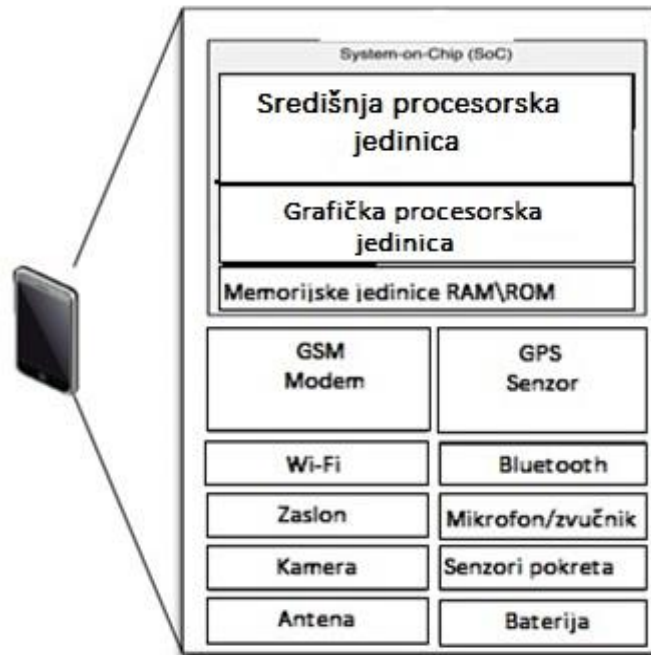 System-on-Chip (SoC)
Središnja procesorska
jedinica
Grafička procesorska
jedinica
Memorijske jedinice RAM\ROM
GSM
Modem
GPS
Senzor
Wi-Fi
Bluetooth
Zaslon
Mikrofon/zvučnik
Kamera
Senzori pokreta
Antena
Baterija